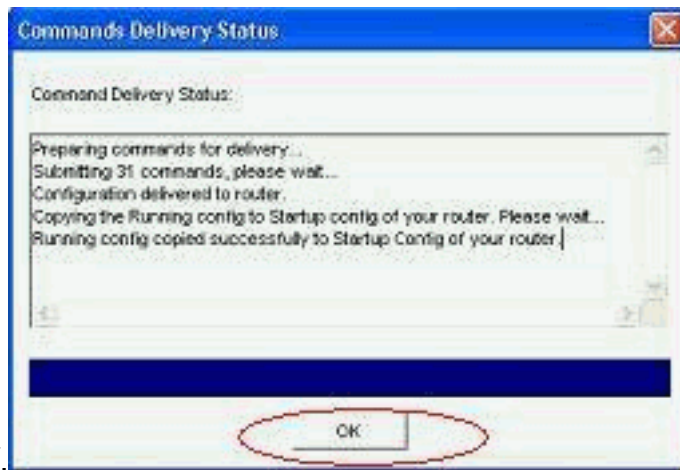 Commands Delivery Status
Command Delivery Status:
Preparing commands for delivery...
Submitting 31 commands, please wait...
Configuration delivered to router.
Copying the Running config to Startup config of your router. Please wait...
Running config copied successfully to Startup Config of your router.
OK